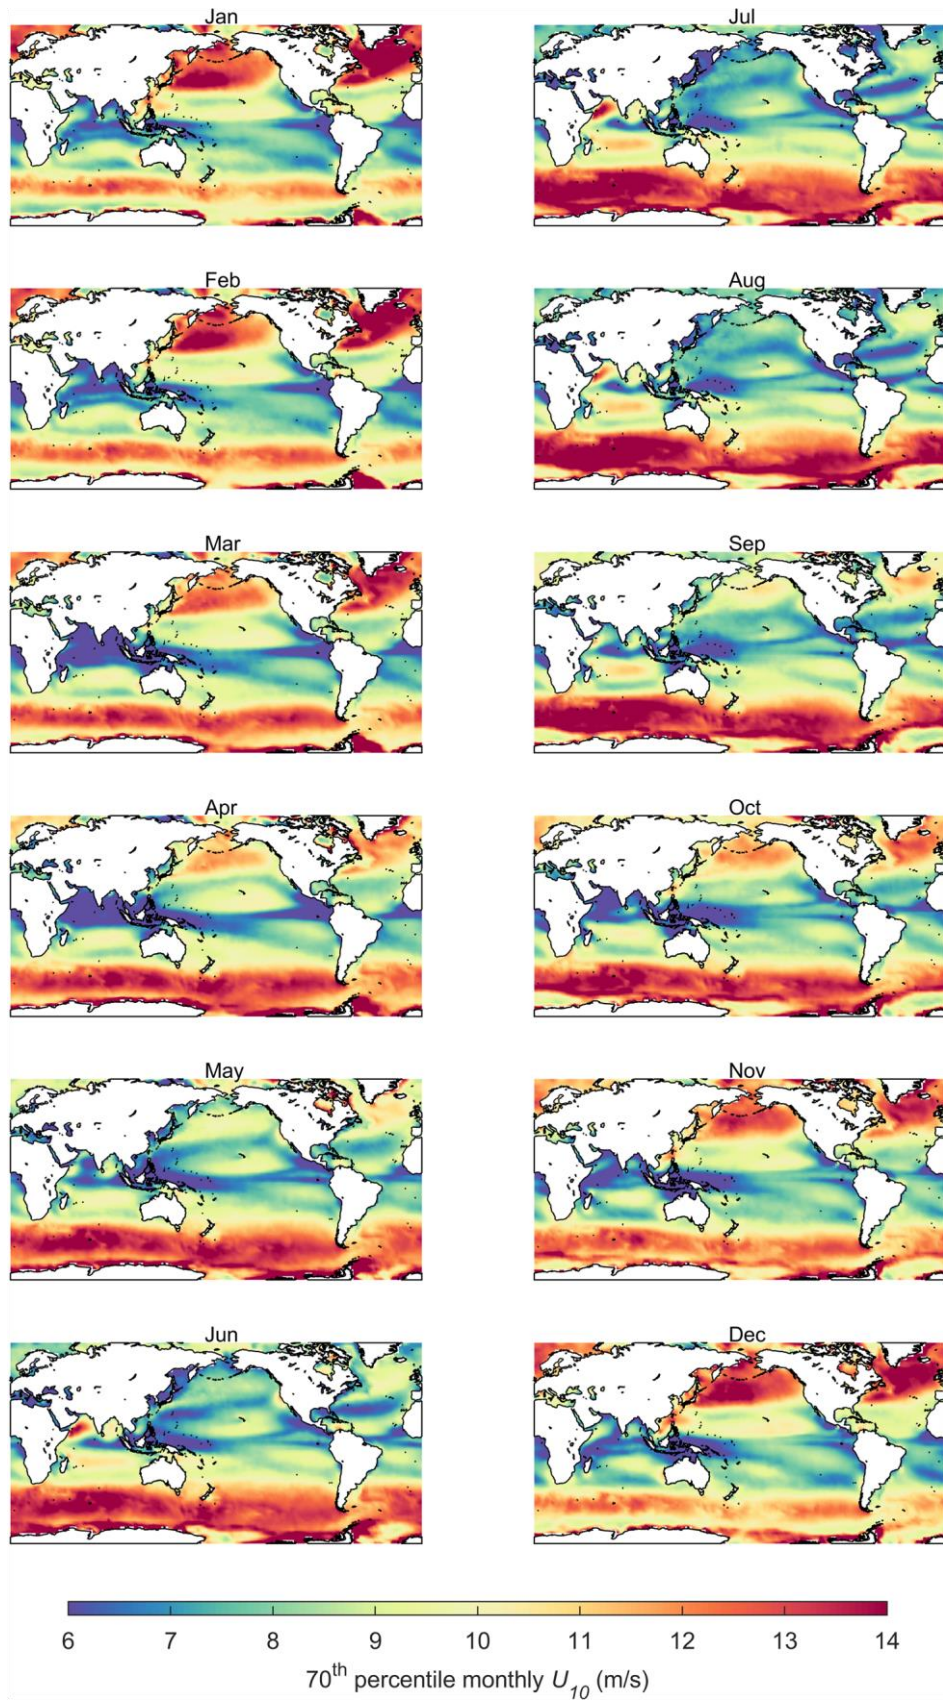 Jan
Jul
Feb
Aug
Mar
Sep
Apr
Oct
May
Nov
Jun
Dec
6 7 8 9 10 11 12 13 14
70th percentile monthly U10 (m/s)